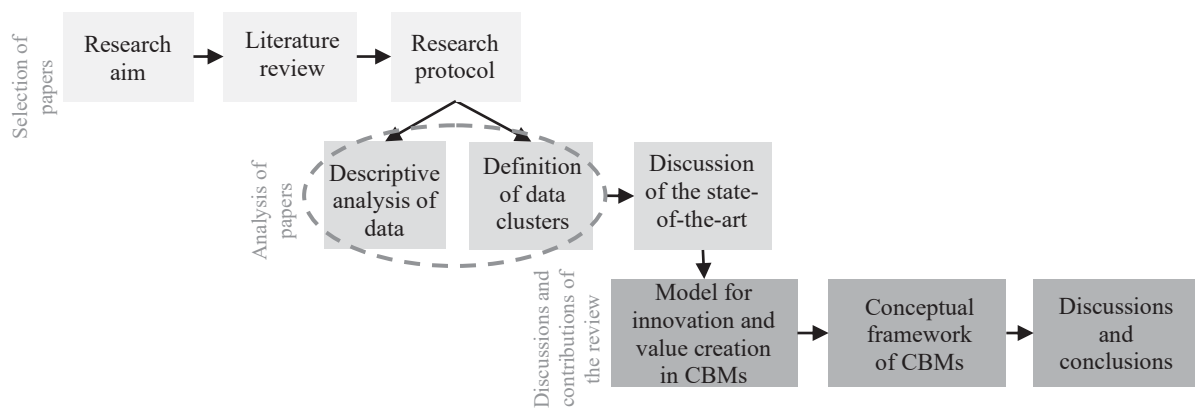 Selection of
papers
Research
aim
Literature
review
Research
protocol
Analysis of
papers
Descriptive
analysis of
data
Definition
of data
clusters
Discussion
of the state-
of-the-art
Discussions and
contributions of
the review
Model for
innovation and
value creation
in CBMs
Conceptual
framework
of CBMs
Discussions
and
conclusions